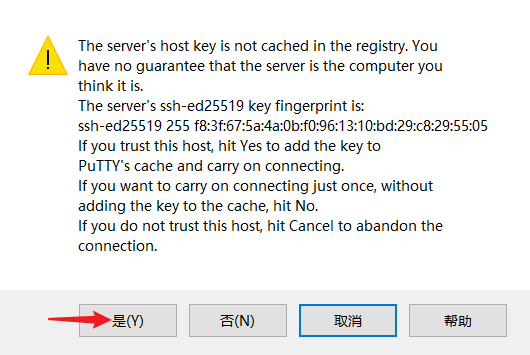 The server's host key is not cached in the registry. You
have no guarantee that the server is the computer you
think it is.
The server's ssh-ed25519 key fingerprint is:
ssh-ed25519 255 f8:3f:67:5a:4a:0b:f0:96:13:10:bd:29:c8:29:55:05
If you trust this host, hit Yes to add the key to
PuTTY's cache and carry on connecting.
If you want to carry on connecting just once, without
adding the key to the cache, hit No.
If you do not trust this host, hit Cancel to abandon the
connection.
是(Y) 否(N) 取消 帮助